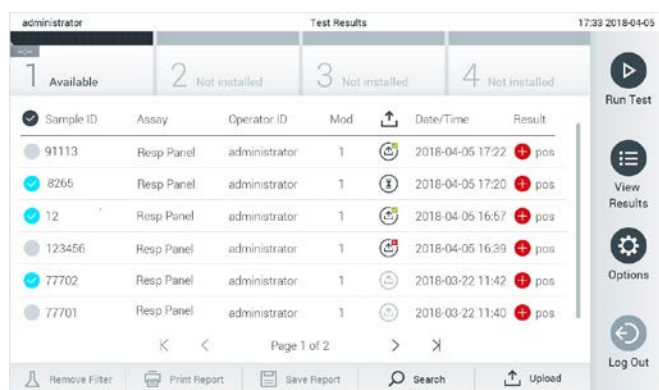 administrator Test Results 17:33 2018-04-05
1 Available 2 Not installed 3 Not installed 4 Not installed
Run Test
Sample ID Assay Operator ID Mod Date/Time Result
91113 Resp Panel administrator 1 2018-04-05 17:22 pos
8265 Resp Panel administrator 1 2018-04-05 17:20 pos
View Results
12 Resp Panel administrator 1 2018-04-05 16:57 pos
123456 Resp Panel administrator 1 2018-04-05 16:39 pos
Options
77702 Resp Panel administrator 1 2018-03-22 11:42 pos
77701 Resp Panel administrator 1 2018-03-22 11:40 pos
Page 1 of 2
Log Out
Remove Filter Print Report Save Report Search Upload